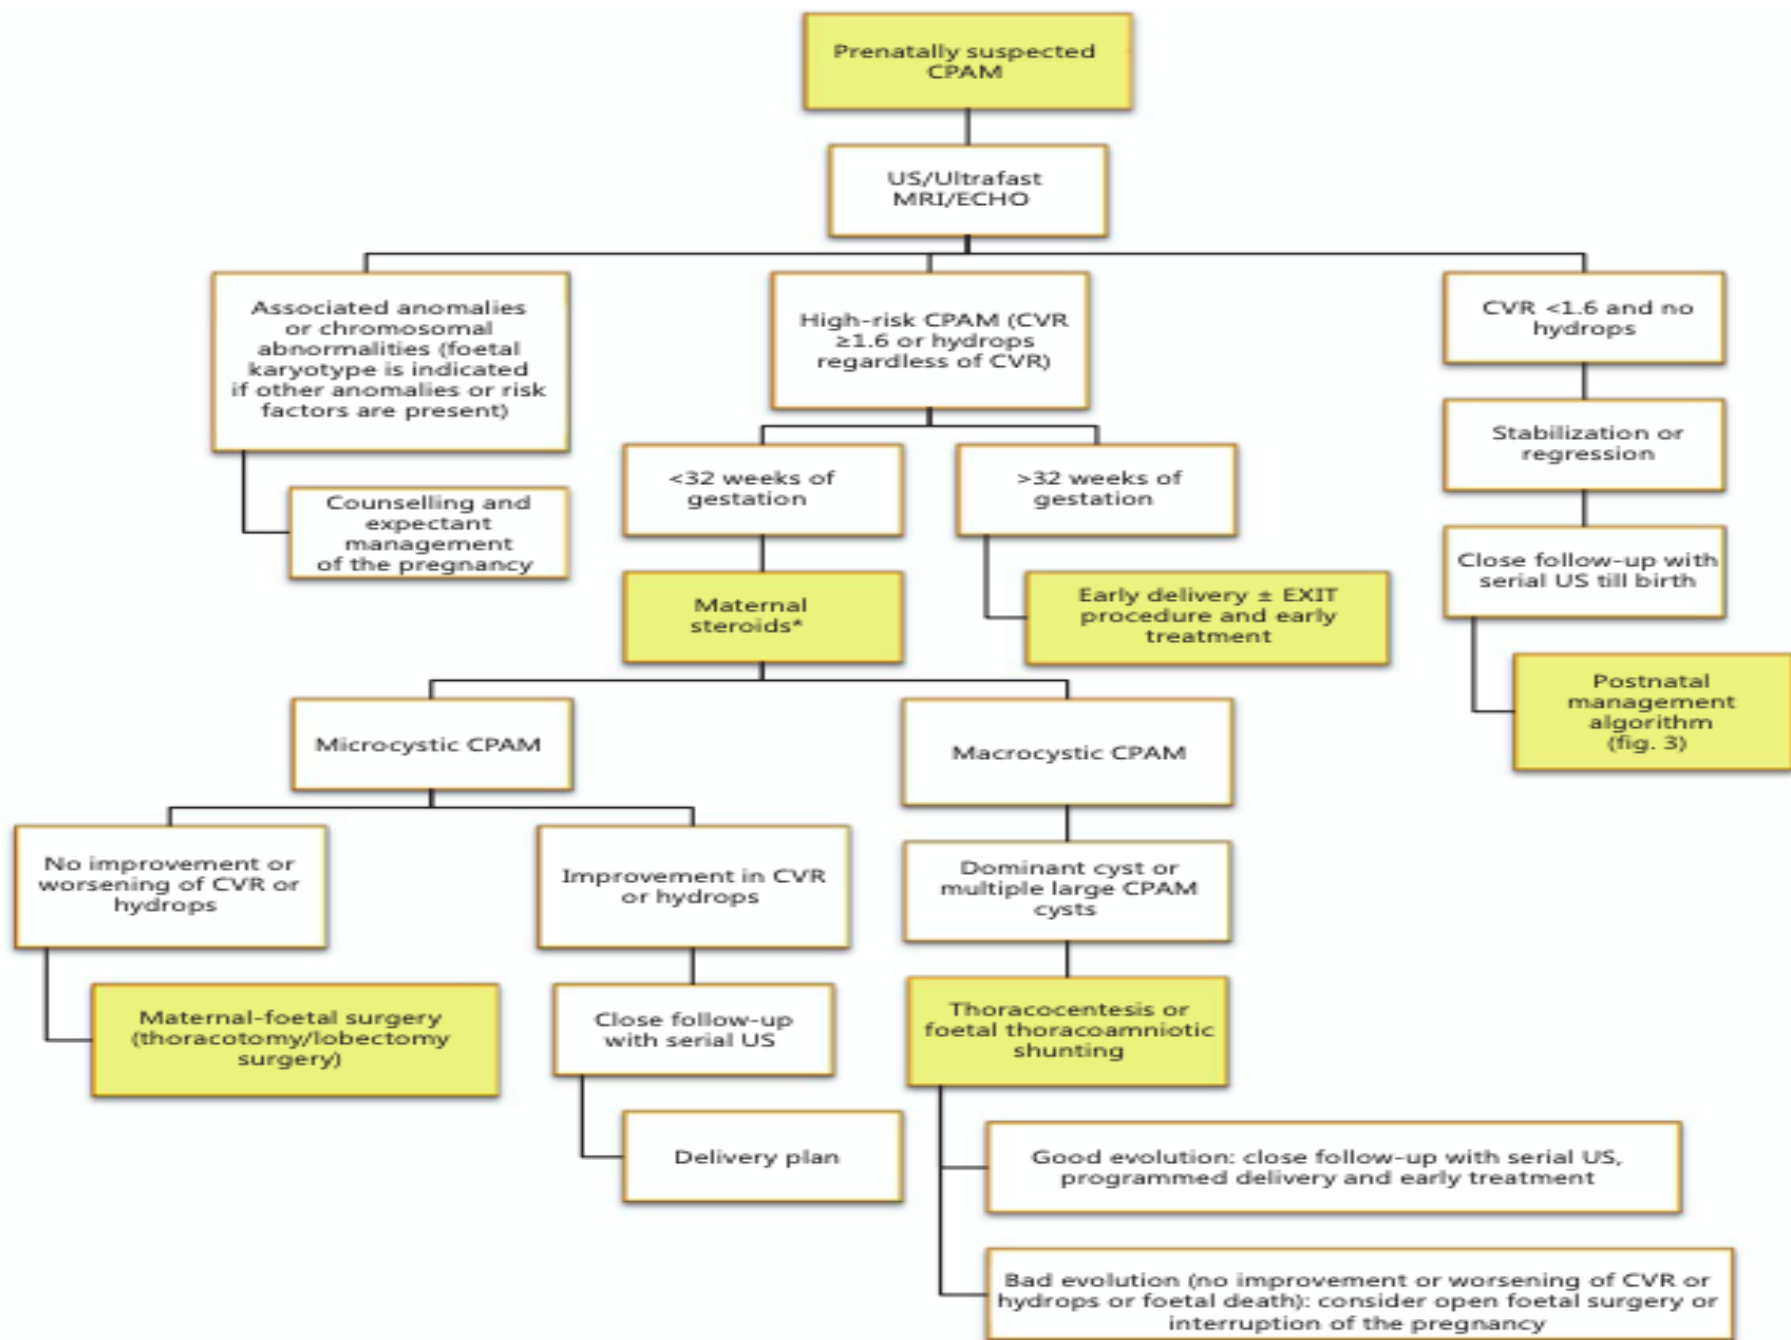 Prenatally suspected
CPAM
US/Ultrafast
MRI/ECHO
Associated anomalies
or chromosomal
abnormalities (foetal
karyotype is indicated
if other anomalies or risk
factors are present)
Counselling and
expectant
management
of the pregnancy
High-risk CPAM (CVR
≥1.6 or hydrops
regardless of CVR)
<32 weeks of
gestation
>32 weeks of
gestation
Maternal
steroids*
Early delivery ± EXIT
procedure and early
treatment
CVR <1.6 and no
hydrops
Stabilization or
regression
Close follow-up with
serial US till birth
Postnatal
management
algorithm
(fig. 3)
Microcystic CPAM
Macrocystic CPAM
No improvement or
worsening of CVR or
hydrops
Maternal-foetal surgery
(thoracotomy/lobectomy
surgery)
Improvement in CVR
or hydrops
Close follow-up
with serial US
Delivery plan
Dominant cyst or
multiple large CPAM
cysts
Thoracocentesis or
foetal thoracoamniotic
shunting
Good evolution: close follow-up with serial US,
programmed delivery and early treatment
Bad evolution (no improvement or worsening of CVR or
hydrops or foetal death): consider open foetal surgery or
interruption of the pregnancy